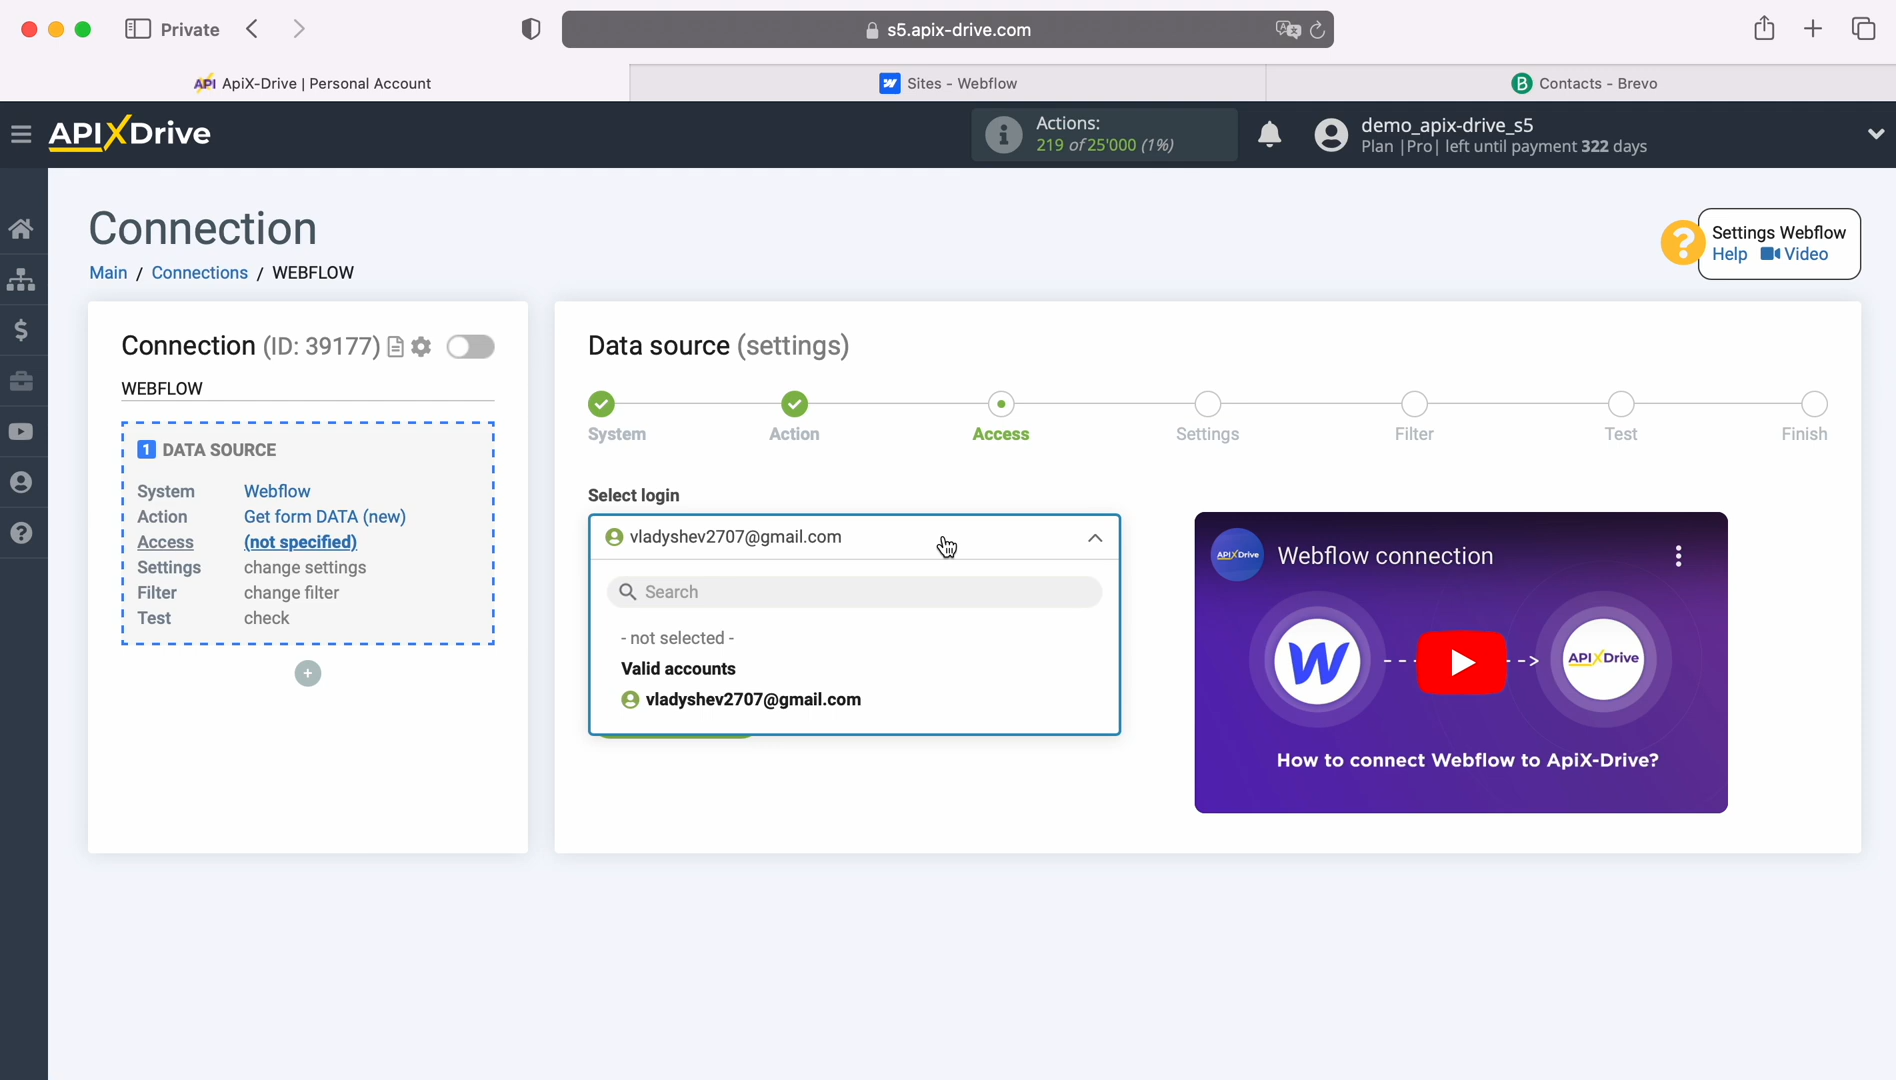 Private
s5.apix-drive.com
API ApiX-Drive | Personal Account
Sites - Webflow
B Contacts - Brevo
APIXDrive
Actions:
219 of 25'000 (1%)
demo_apix-drive_s5
Plan |Pro| left until payment 322 days
Connection
Main / Connections / WEBFLOW
? Settings Webflow
Help Video
Connection (ID: 39177)
WEBFLOW
1 DATA SOURCE
System Webflow
Action Get form DATA (new)
Access (not specified)
Settings change settings
Filter change filter
Test check
+
Data source (settings)
System Action Access Settings Filter Test Finish
Select login
vladyshev2707@gmail.com
Search
- not selected -
Valid accounts
vladyshev2707@gmail.com
APIXDrive Webflow connection
W APIXDrive
How to connect Webflow to ApiX-Drive?